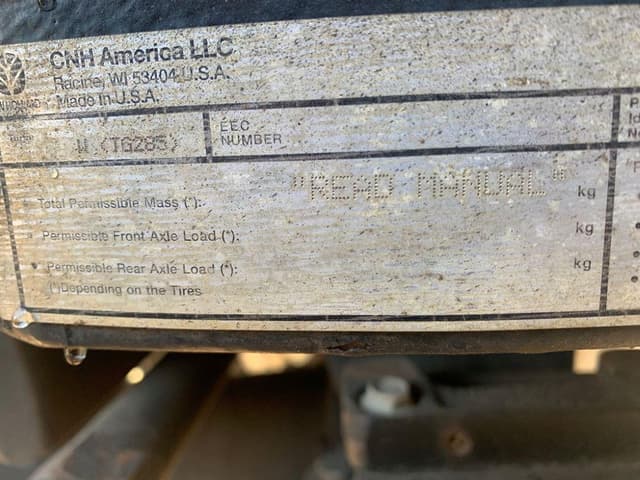 CNH America LLC
Racine, WI 53404 U.S.A.
Made in U.S.A.
W (TG285)
EEC
NUMBER
"READ MANUAL"
Total Permissible Mass (*): kg
Permissible Front Axle Load (*): kg
• Permissible Rear Axle Load (*): kg
(*)Depending on the Tires